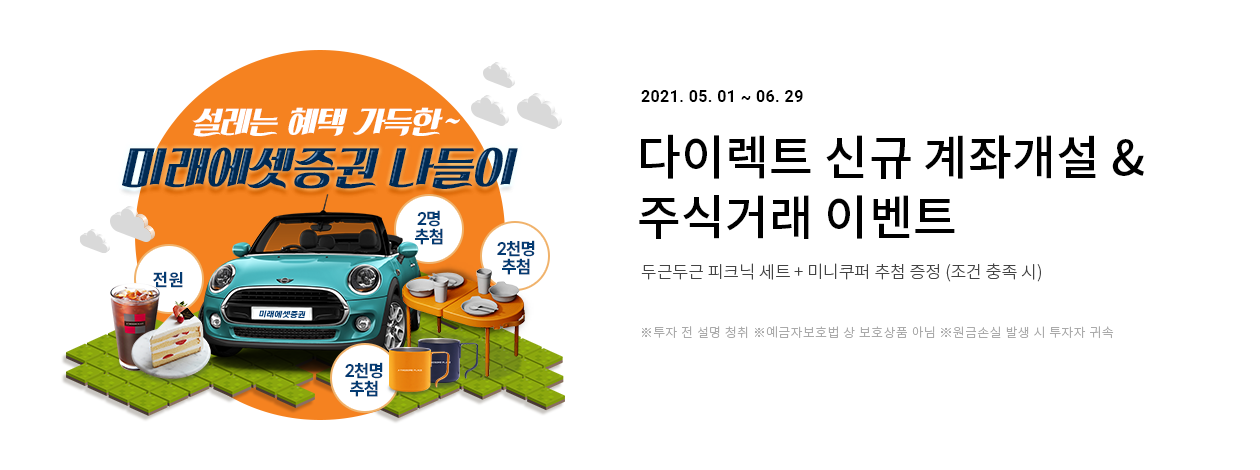 설레는 혜택 가득한~
미래에셋증권 나들이
2명
추첨
2천명
추첨
전원
미래에셋증권
2천명
추첨
2021. 05. 01 ~ 06. 29
다이렉트 신규 계좌개설 &
주식거래 이벤트
두근두근 피크닉 세트 + 미니쿠퍼 추첨 증정 (조건 충족 시)
※투자 전 설명 청취 ※예금자보호법 상 보호상품 아님 ※원금손실 발생 시 투자자 귀속